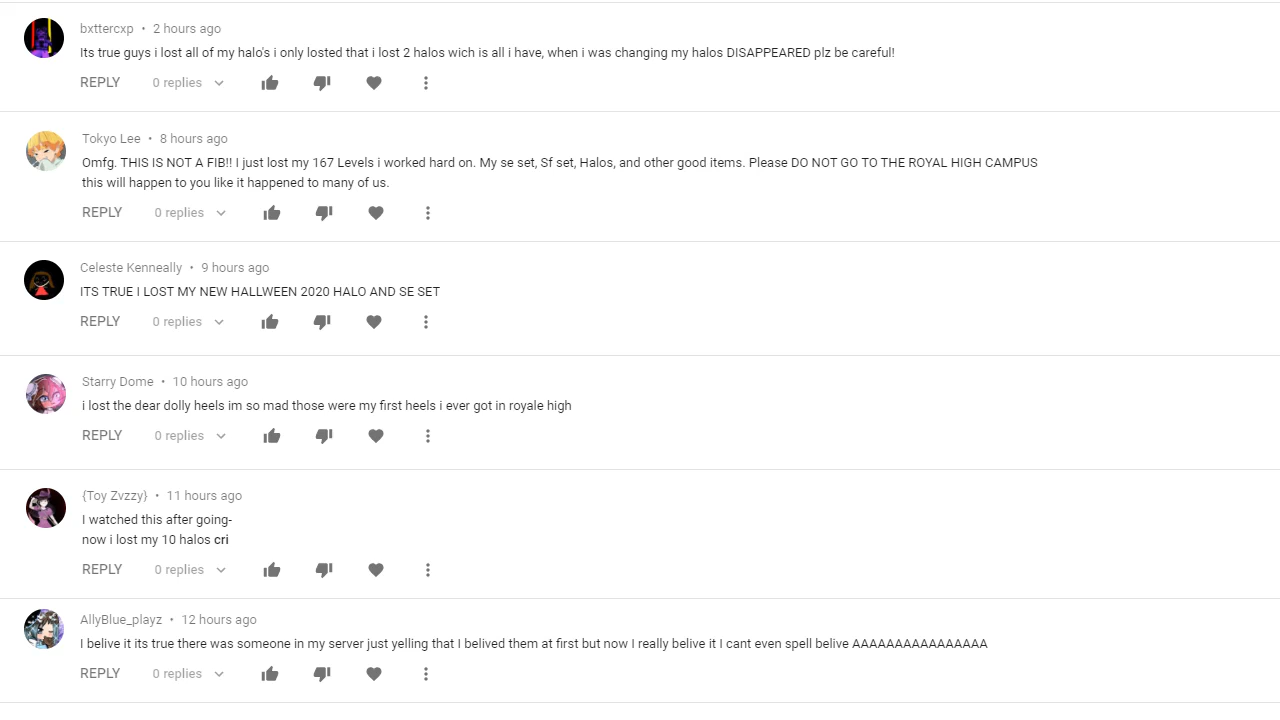 bxttercxp • 2 hours ago
Its true guys i lost all of my halo's i only losted that i lost 2 halos wich is all i have, when i was changing my halos DISAPPEARED plz be careful!
REPLY 0 replies
Tokyo Lee • 8 hours ago
Omfg. THIS IS NOT A FIB!! I just lost my 167 Levels i worked hard on. My se set, Sf set, Halos, and other good items. Please DO NOT GO TO THE ROYAL HIGH CAMPUS
this will happen to you like it happened to many of us.
REPLY 0 replies
Celeste Kenneally • 9 hours ago
ITS TRUE I LOST MY NEW HALLWEEN 2020 HALO AND SE SET
REPLY 0 replies
Starry Dome • 10 hours ago
i lost the dear dolly heels im so mad those were my first heels i ever got in royale high
REPLY 0 replies
{Toy Zvzzy} • 11 hours ago
I watched this after going-
now i lost my 10 halos cri
REPLY 0 replies
AllyBlue_playz • 12 hours ago
I belive it its true there was someone in my server just yelling that I belived them at first but now I really belive it I cant even spell belive AAAAAAAAAAAAAAAA
REPLY 0 replies